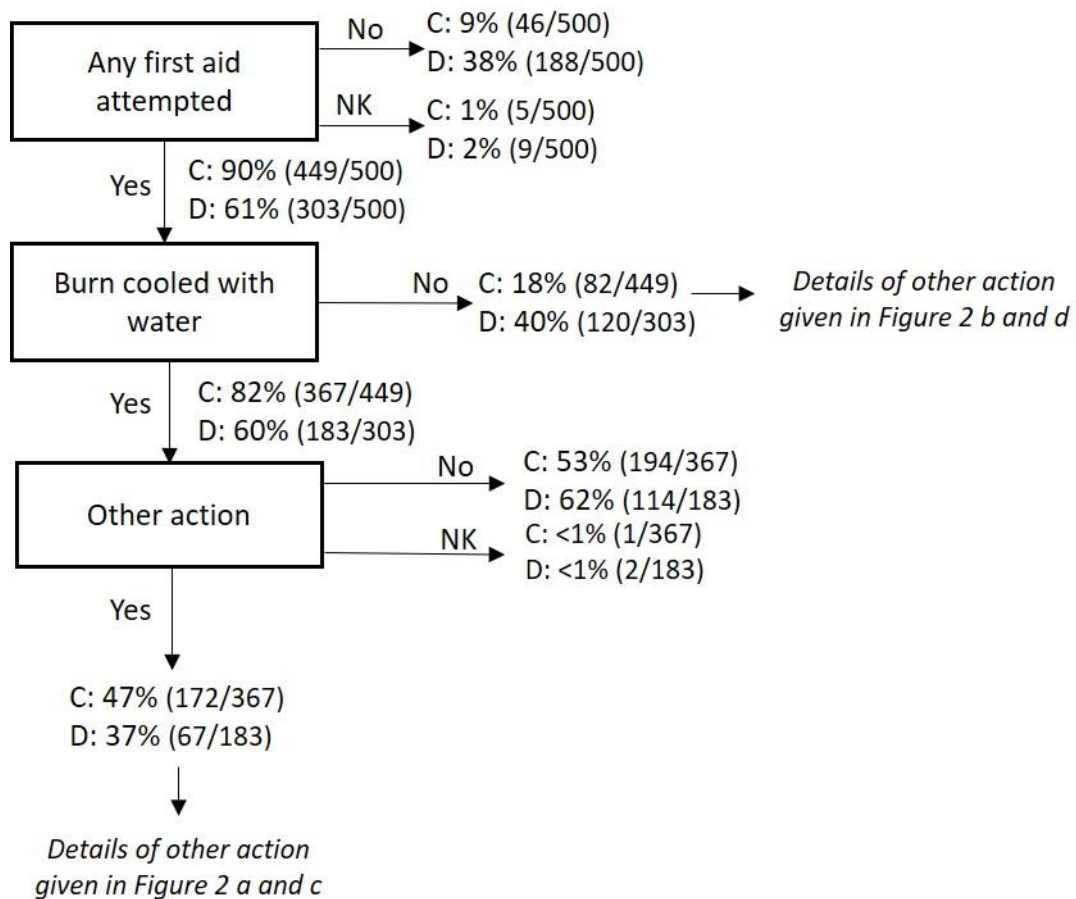 Any first aid
attempted
No
C: 9% (46/500)
D: 38% (188/500)
NK
C: 1% (5/500)
D: 2% (9/500)
Yes
C: 90% (449/500)
D: 61% (303/500)
Burn cooled with
water
No
C: 18% (82/449)
D: 40% (120/303)
Details of other action
given in Figure 2 b and d
Yes
C: 82% (367/449)
D: 60% (183/303)
Other action
No
C: 53% (194/367)
D: 62% (114/183)
NK
C: <1% (1/367)
D: <1% (2/183)
Yes
C: 47% (172/367)
D: 37% (67/183)
Details of other action
given in Figure 2 a and c